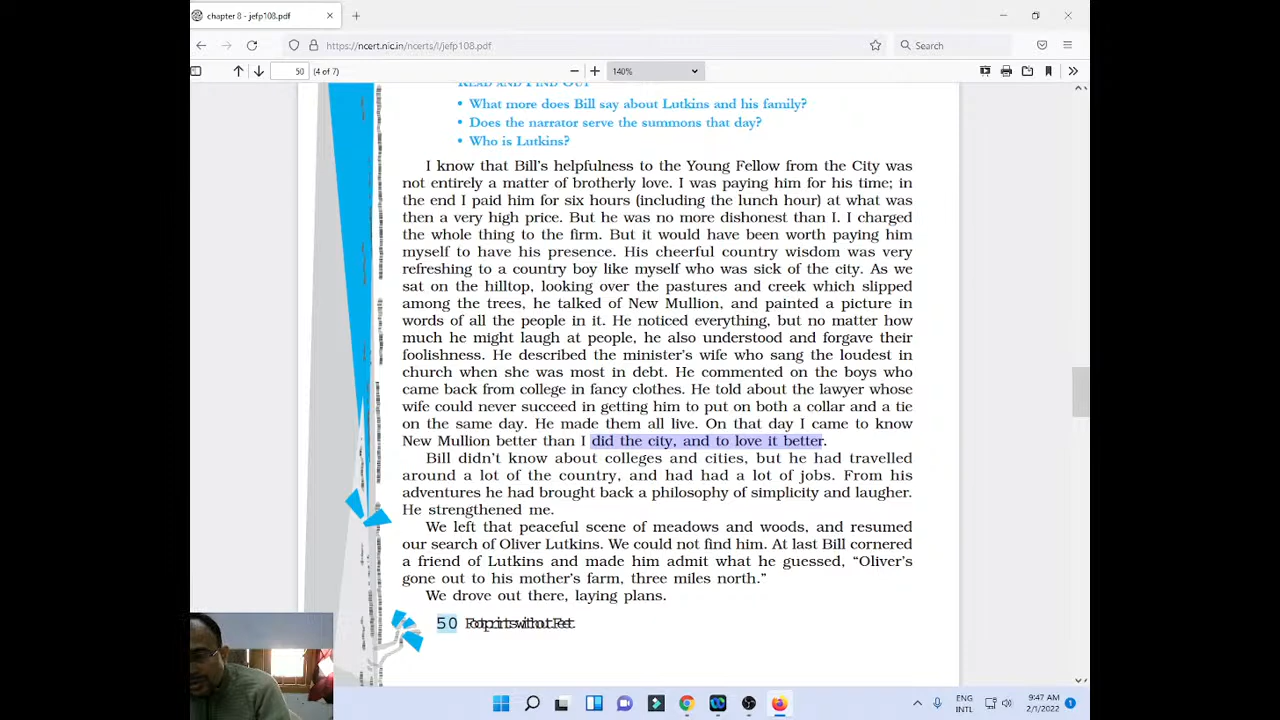 chapter 8 - jefp108.pdf
https://ncert.nic.in/ncerts/l/jefp108.pdf
Search
50 (4 of 7)
140%
READ AND FIND OUT
• What more does Bill say about Lutkins and his family?
• Does the narrator serve the summons that day?
• Who is Lutkins?
I know that Bill's helpfulness to the Young Fellow from the City was
not entirely a matter of brotherly love. I was paying him for his time; in
the end I paid him for six hours (including the lunch hour) at what was
then a very high price. But he was no more dishonest than I. I charged
the whole thing to the firm. But it would have been worth paying him
myself to have his presence. His cheerful country wisdom was very
refreshing to a country boy like myself who was sick of the city. As we
sat on the hilltop, looking over the pastures and creek which slipped
among the trees, he talked of New Mullion, and painted a picture in
words of all the people in it. He noticed everything, but no matter how
much he might laugh at people, he also understood and forgave their
foolishness. He described the minister's wife who sang the loudest in
church when she was most in debt. He commented on the boys who
came back from college in fancy clothes. He told about the lawyer whose
wife could never succeed in getting him to put on both a collar and a tie
on the same day. He made them all live. On that day I came to know
New Mullion better than I did the city, and to love it better.
Bill didn't know about colleges and cities, but he had travelled
around a lot of the country, and had had a lot of jobs. From his
adventures he had brought back a philosophy of simplicity and laugher.
He strengthened me.
We left that peaceful scene of meadows and woods, and resumed
our search of Oliver Lutkins. We could not find him. At last Bill cornered
a friend of Lutkins and made him admit what he guessed, “Oliver's
gone out to his mother's farm, three miles north.”
We drove out there, laying plans.
50
ENG
INTL
9:47 AM
2/1/2022